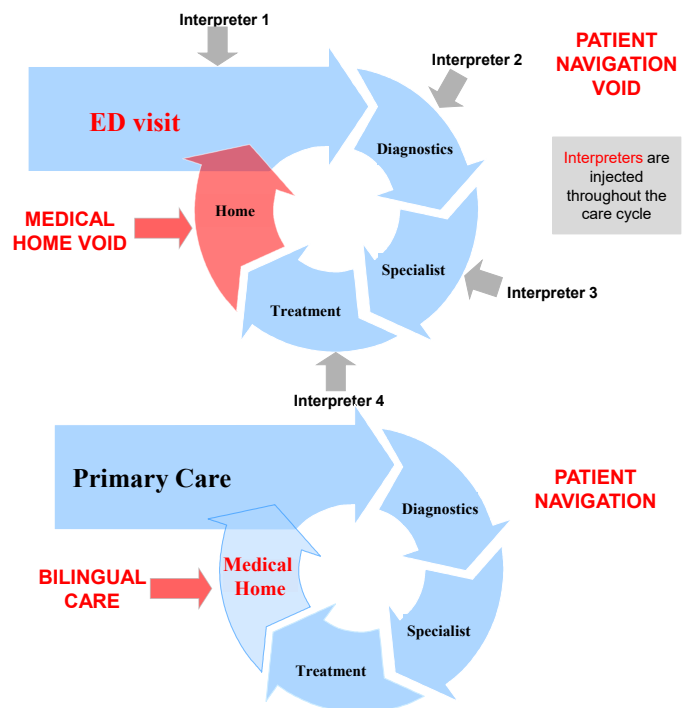 Interpreter 1
PATIENT
NAVIGATION
VOID
Interpreter 2
ED visit
Diagnostics
Interpreters are
injected
throughout the
care cycle
Home
MEDICAL
HOME VOID
Specialist
Interpreter 3
Treatment
Interpreter 4
Primary Care
PATIENT
NAVIGATION
Diagnostics
Medical
Home
BILINGUAL
CARE
Specialist
Treatment